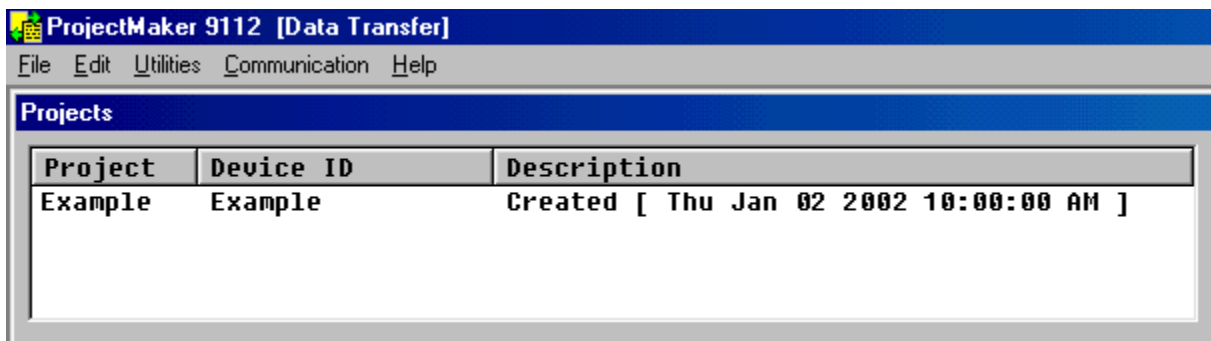 ProjectMaker 9112 [Data Transfer]
File Edit Utilities Communication Help
Projects
Project Device ID Description
Example Example Created [ Thu Jan 02 2002 10:00:00 AM ]